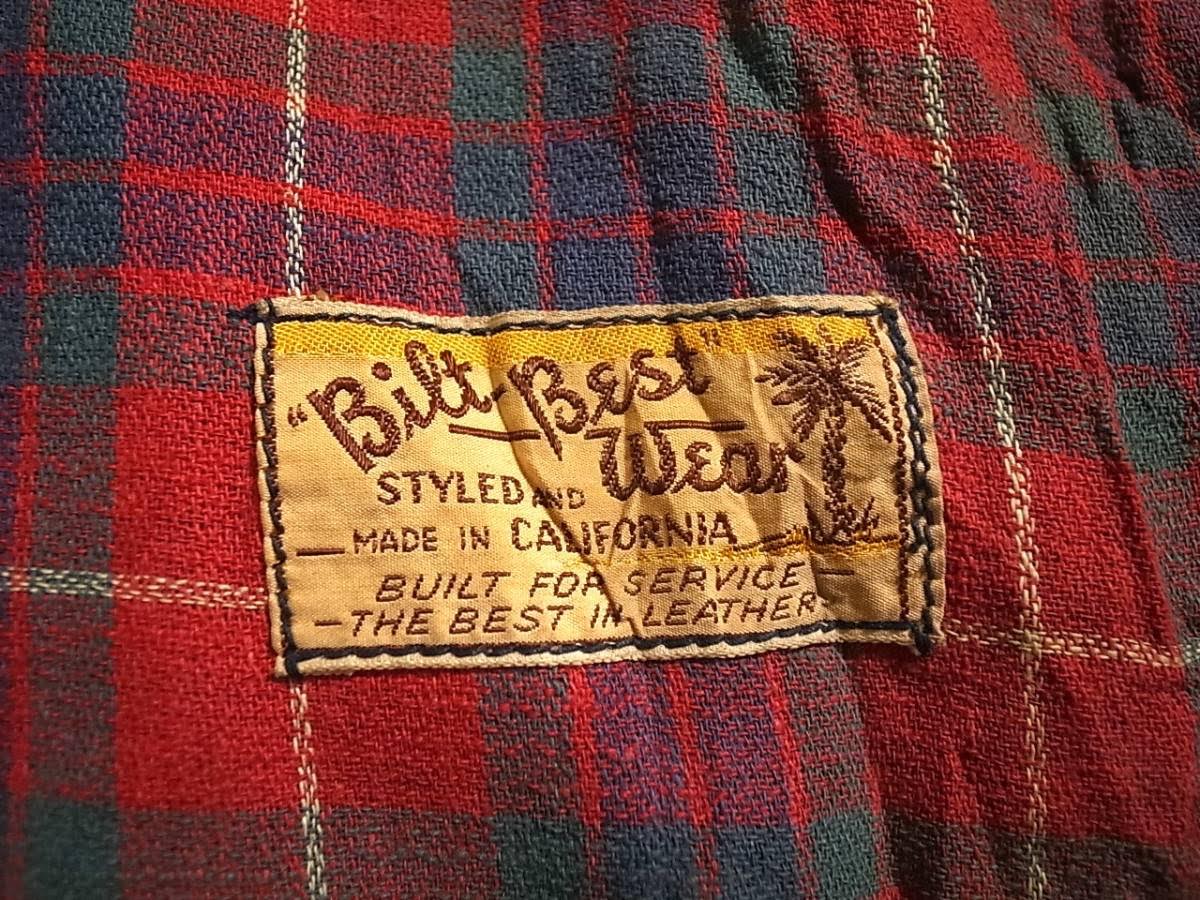 "Bilt-Best"
Wear
STYLED AND
MADE IN CALIFORNIA
BUILT FOR SERVICE
THE BEST IN LEATHER